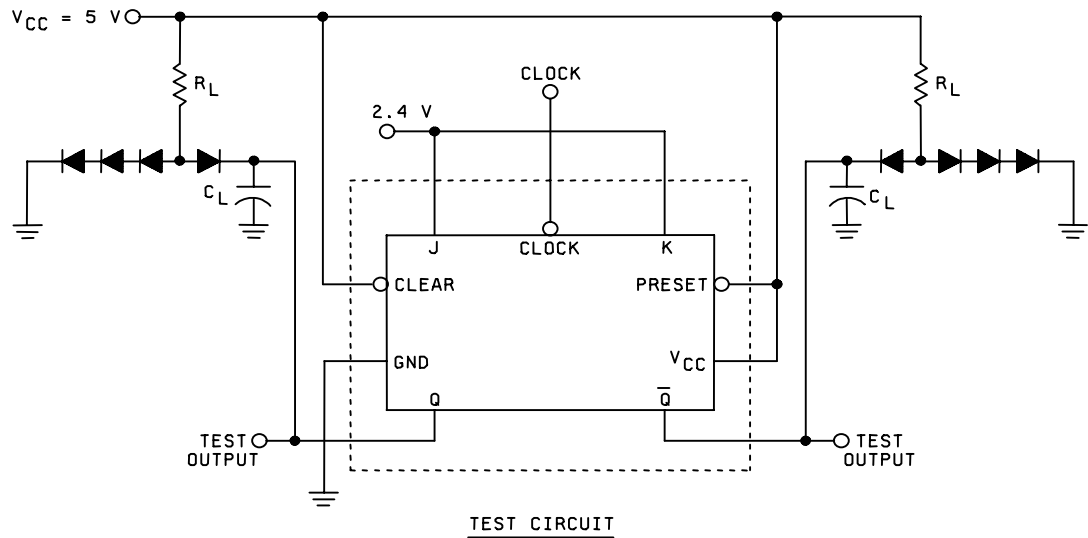 V_CC = 5 V
R_L
CLOCK
R_L
2.4 V
C_L
C_L
J
CLOCK
K
CLEAR
PRESET
GND
V_CC
Q
Q̅
TEST
OUTPUT
TEST
OUTPUT
TEST CIRCUIT